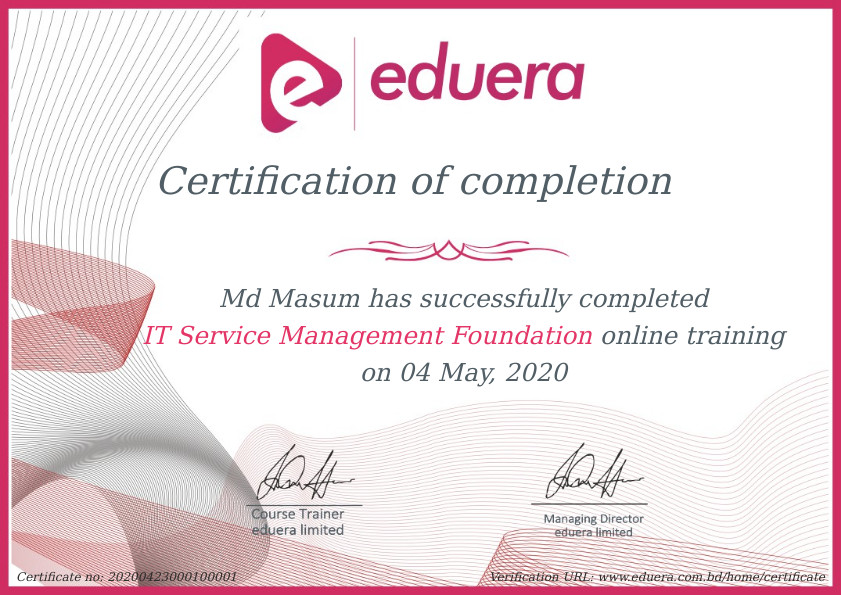 eduera
Certification of completion
Md Masum has successfully completed
IT Service Management Foundation online training
on 04 May, 2020
Course Trainer
eduera limited
Managing Director
eduera limited
Certificate no: 20200423000100001
Verification URL: www.eduera.com.bd/home/certificate